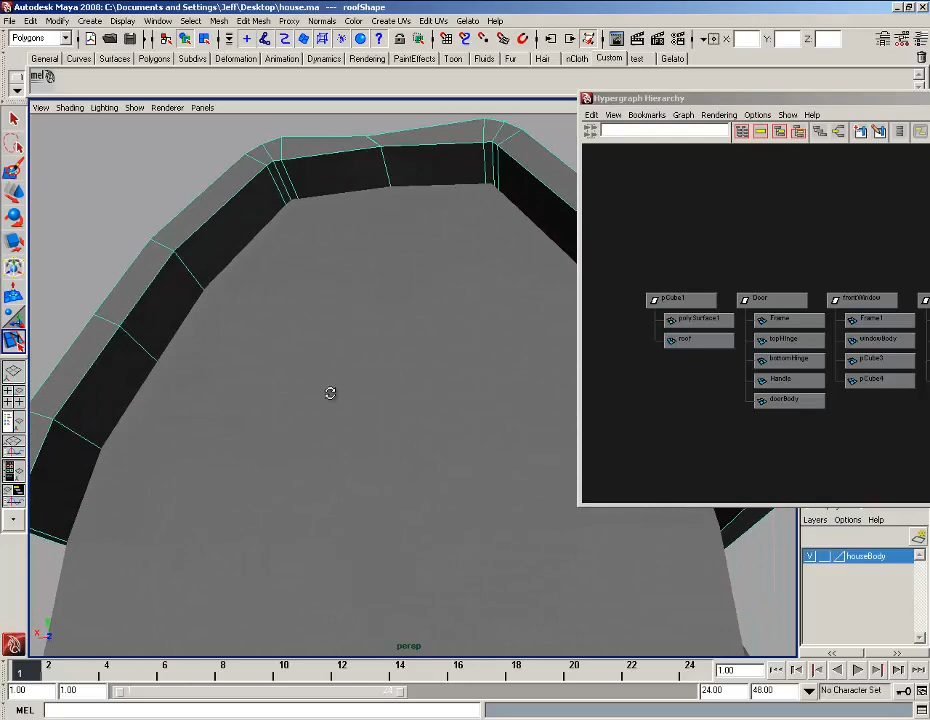 Autodesk Maya 2008: C:\Documents and Settings\Jeff\Desktop\house.ma --- roofShape
File Edit Modify Create Display Window Select Mesh Edit Mesh Proxy Normals Color Create UVs Edit UVs Gelato Help
Polygons X: Y: Z:
General Curves Surfaces Polygons Subdivs Deformation Animation Dynamics Rendering PaintEffects Toon Fluids Fur Hair nCloth Custom Gelato
mel
View Shading Lighting Show Renderer Panels
Hypergraph Hierarchy
Edit View Bookmarks Graph Rendering Options Show Help
pCube1 Door frontWindow
polySurface1 Frame Frame1
roof topHinge windowBody
bottomHinge pCube3
Handle pCube4
doorBody
Layers Options Help
V houseBody
persp
<< >>
1 2 4 6 8 10 12 14 16 18 20 22 24 1.00
1.00 1.00 1 24 24.00 48.00 No Character Set
MEL